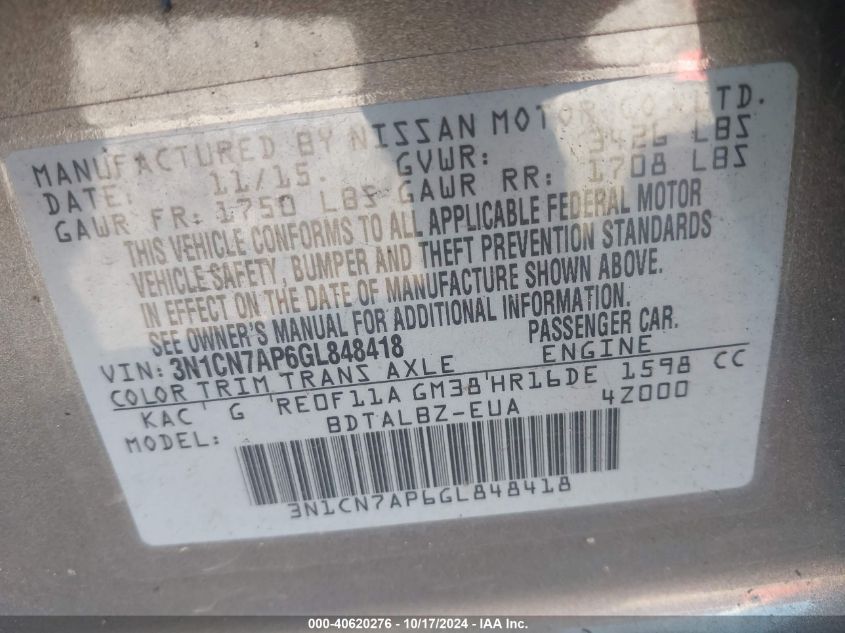 MANUFACTURED BY NISSAN MOTOR CO., LTD.
DATE: 11/15. GVWR: 3426 LBS
GAWR FR: 1750 LBS GAWR RR: 1708 LBS
THIS VEHICLE CONFORMS TO ALL APPLICABLE FEDERAL MOTOR
VEHICLE SAFETY, BUMPER AND THEFT PREVENTION STANDARDS
IN EFFECT ON THE DATE OF MANUFACTURE SHOWN ABOVE.
SEE OWNER'S MANUAL FOR ADDITIONAL INFORMATION.
VIN: 3N1CN7AP6GL848418 PASSENGER CAR.
COLOR TRIM TRANS AXLE ENGINE
KAC G RE0F11A GM38 HR16DE 1598 CC
MODEL: BDTALBZ-EUA 4Z000
3N1CN7AP6GL848418
000-40620276 - 10/17/2024 - IAA Inc.